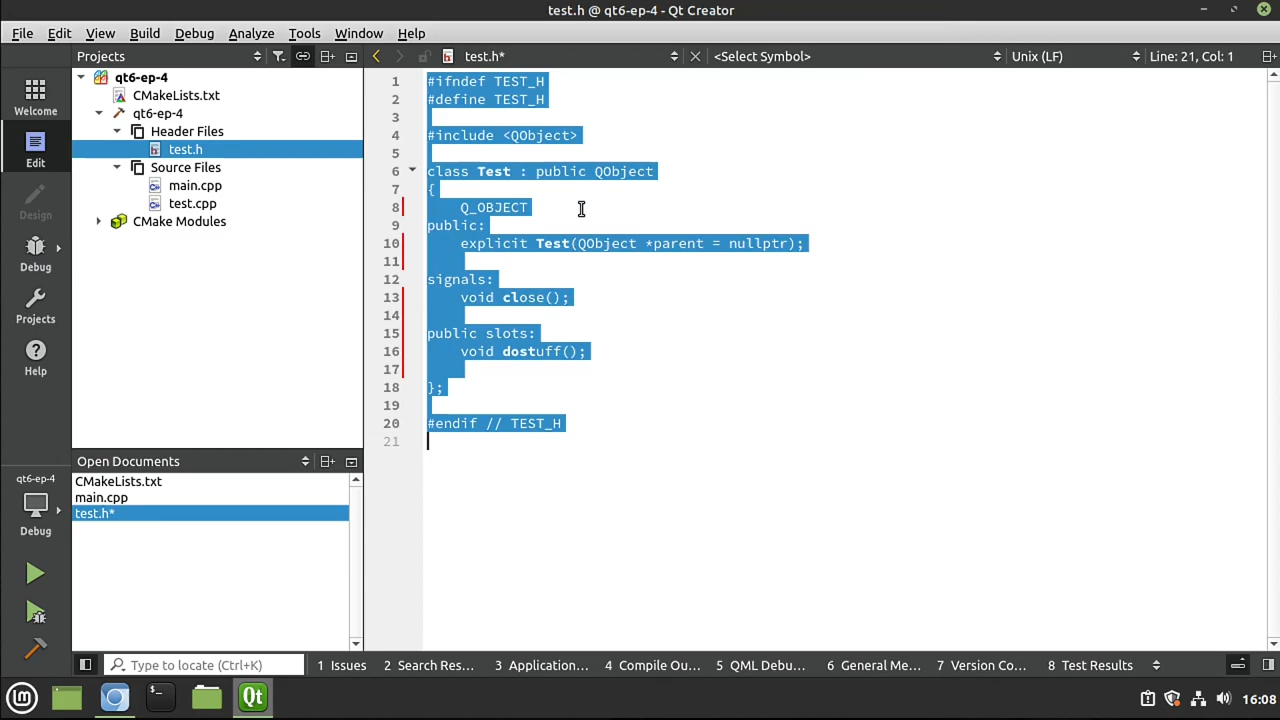 test.h @ qt6-ep-4 - Qt Creator
File Edit View Build Debug Analyze Tools Window Help
Projects test.h* <Select Symbol> Unix (LF) Line: 21, Col: 1
Welcome
Edit
Design
Debug
Projects
Help
qt6-ep-4
Debug
qt6-ep-4
CMakeLists.txt
qt6-ep-4
Header Files
test.h
Source Files
main.cpp
test.cpp
CMake Modules
Open Documents
CMakeLists.txt
main.cpp
test.h*
1 #ifndef TEST_H
2 #define TEST_H
3
4 #include <QObject>
5
6 class Test : public QObject
7 {
8 Q_OBJECT
9 public:
10 explicit Test(QObject *parent = nullptr);
11
12 signals:
13 void close();
14
15 public slots:
16 void dostuff();
17
18 };
19
20 #endif // TEST_H
21
Type to locate (Ctrl+K) 1 Issues 2 Search Res... 3 Application... 4 Compile Ou... 5 QML Debu... 6 General Me... 7 Version Co... 8 Test Results
Qt 16:08